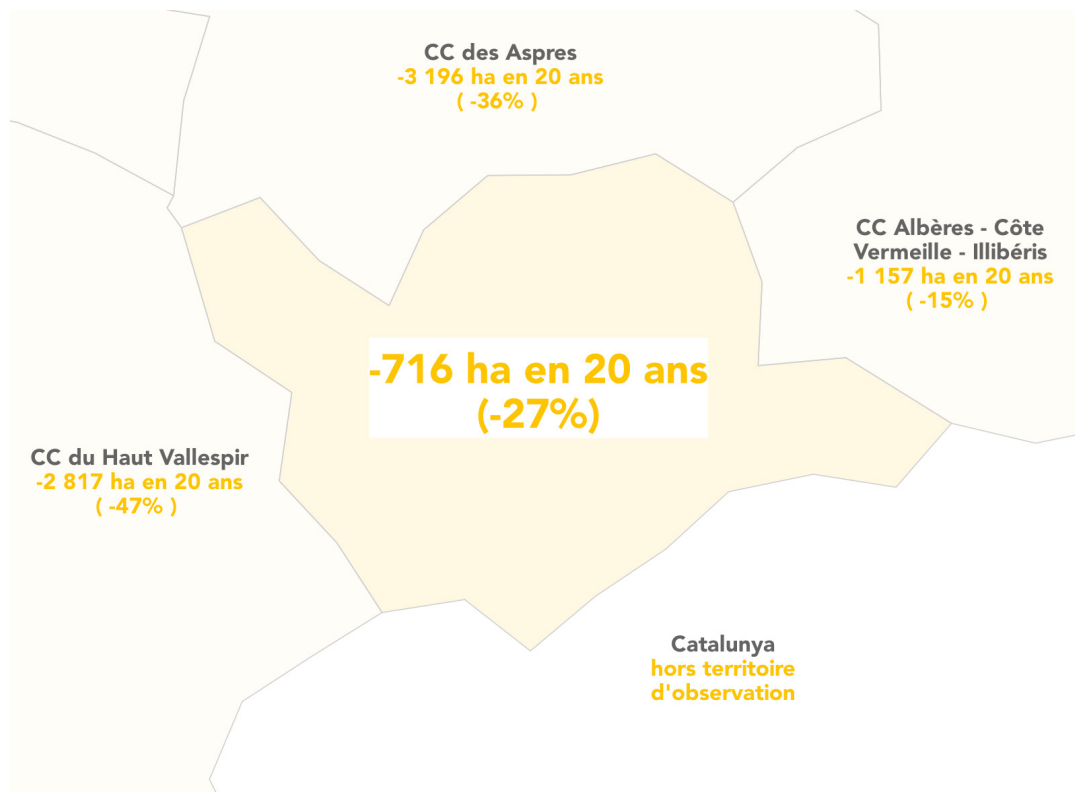 CC des Aspres
-3 196 ha en 20 ans
( -36% )
CC Albères - Côte
Vermeille - Illibéris
-1 157 ha en 20 ans
( -15% )
-716 ha en 20 ans
(-27%)
CC du Haut Vallespir
-2 817 ha en 20 ans
( -47% )
Catalunya
hors territoire
d'observation